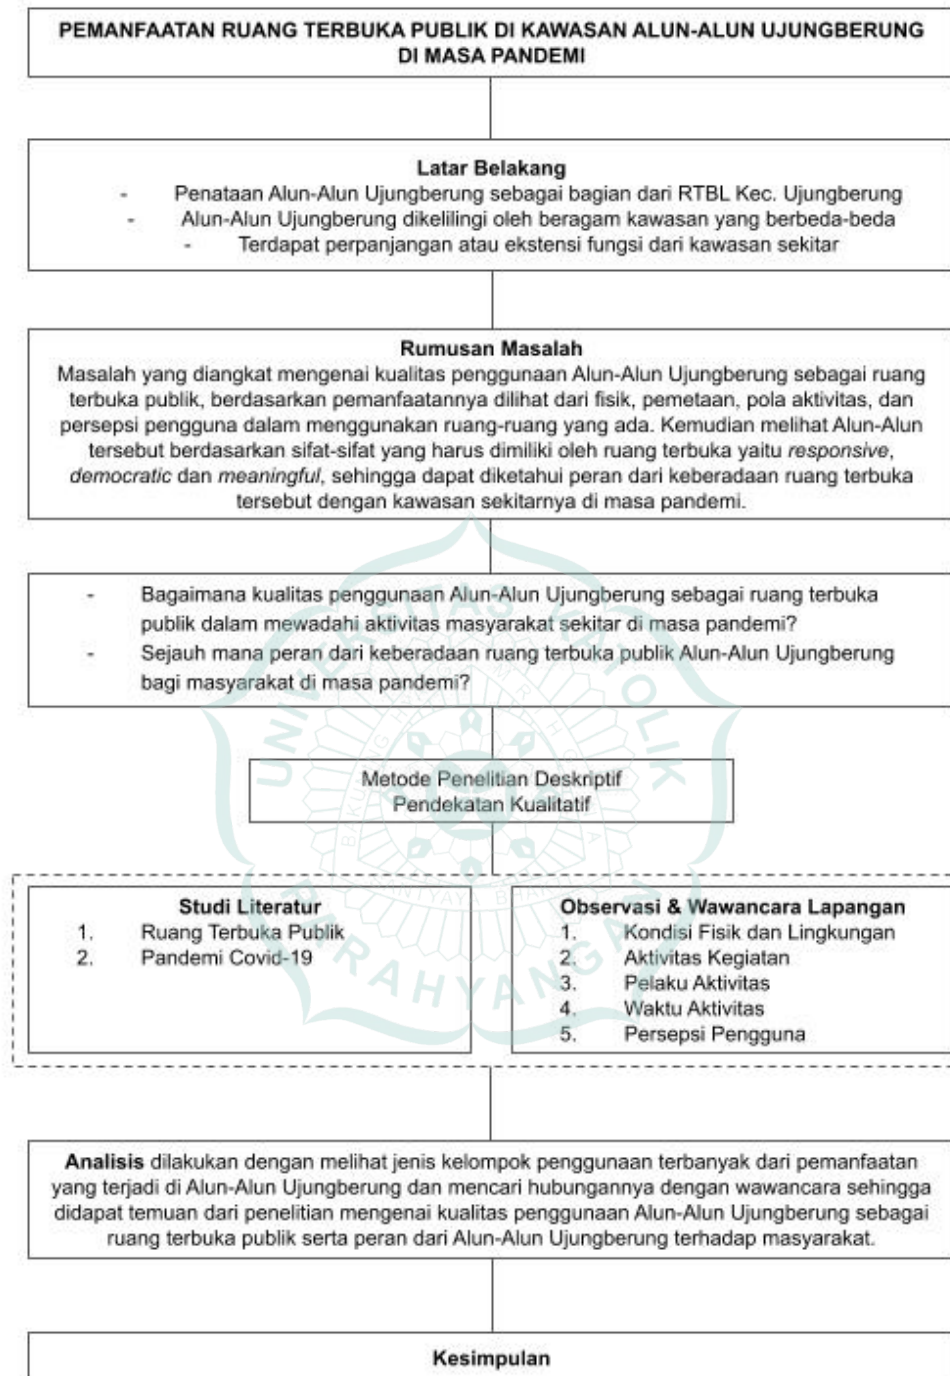 PEMANFAATAN RUANG TERBUKA PUBLIK DI KAWASAN ALUN-ALUN UJUNGBERUNG
DI MASA PANDEMI
Latar Belakang
- Penataan Alun-Alun Ujungberung sebagai bagian dari RTBL Kec. Ujungberung
- Alun-Alun Ujungberung dikelilingi oleh beragam kawasan yang berbeda-beda
- Terdapat perpanjangan atau ekstensi fungsi dari kawasan sekitar
Rumusan Masalah
Masalah yang diangkat mengenai kualitas penggunaan Alun-Alun Ujungberung sebagai ruang
terbuka publik, berdasarkan pemanfaatannya dilihat dari fisik, pemetaan, pola aktivitas, dan
persepsi pengguna dalam menggunakan ruang-ruang yang ada. Kemudian melihat Alun-Alun
tersebut berdasarkan sifat-sifat yang harus dimiliki oleh ruang terbuka yaitu responsive,
democratic dan meaningful, sehingga dapat diketahui peran dari keberadaan ruang terbuka
tersebut dengan kawasan sekitarnya di masa pandemi.
- Bagaimana kualitas penggunaan Alun-Alun Ujungberung sebagai ruang terbuka
publik dalam mewadahi aktivitas masyarakat sekitar di masa pandemi?
- Sejauh mana peran dari keberadaan ruang terbuka publik Alun-Alun Ujungberung
bagi masyarakat di masa pandemi?
Metode Penelitian Deskriptif
Pendekatan Kualitatif
Studi Literatur
1. Ruang Terbuka Publik
2. Pandemi Covid-19
Observasi & Wawancara Lapangan
1. Kondisi Fisik dan Lingkungan
2. Aktivitas Kegiatan
3. Pelaku Aktivitas
4. Waktu Aktivitas
5. Persepsi Pengguna
Analisis dilakukan dengan melihat jenis kelompok penggunaan terbanyak dari pemanfaatan
yang terjadi di Alun-Alun Ujungberung dan mencari hubungannya dengan wawancara sehingga
didapat temuan dari penelitian mengenai kualitas penggunaan Alun-Alun Ujungberung sebagai
ruang terbuka publik serta peran dari Alun-Alun Ujungberung terhadap masyarakat.
Kesimpulan
UNIVERSITAS KATOLIK
PARAHYANGAN